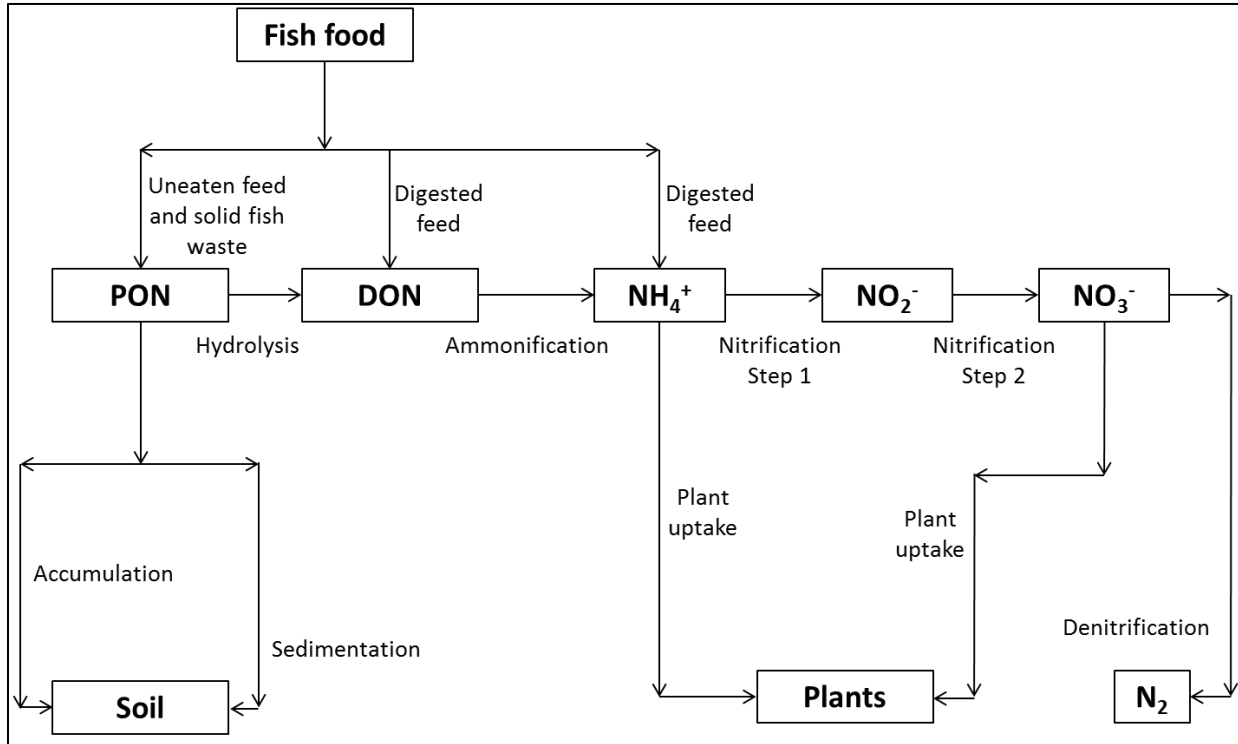 Fish food
Uneaten feed
and solid fish
waste
Digested
feed
Digested
feed
PON
DON
NH₄⁺
NO₂⁻
NO₃⁻
Hydrolysis
Ammonification
Nitrification
Step 1
Nitrification
Step 2
Plant
uptake
Plant
uptake
Accumulation
Sedimentation
Denitrification
Soil
Plants
N₂